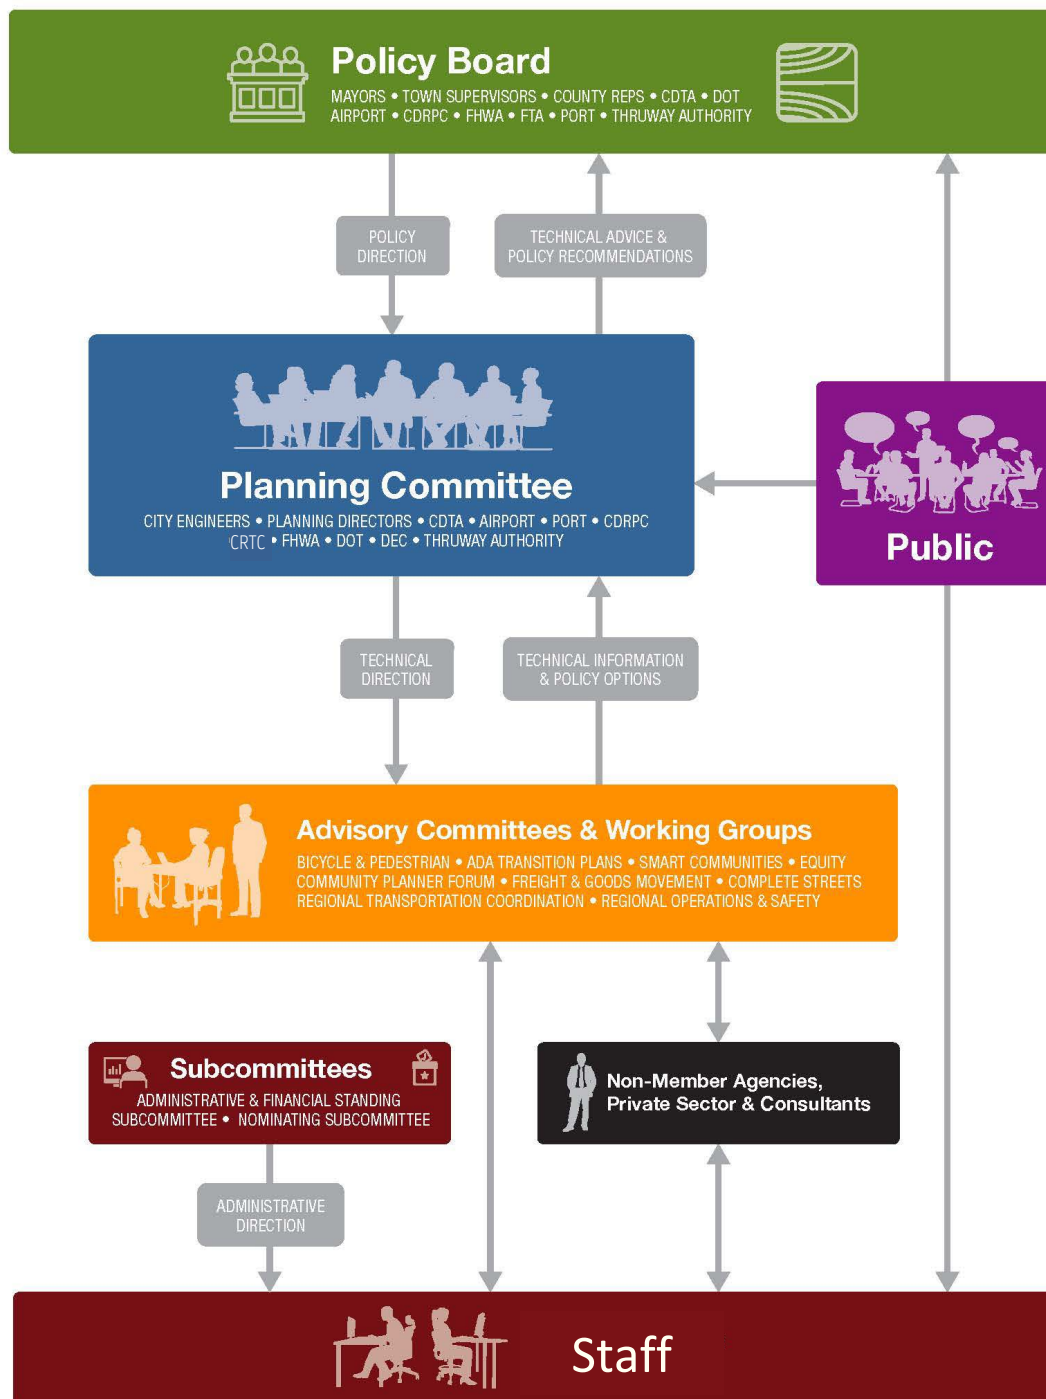 Policy Board
MAYORS • TOWN SUPERVISORS • COUNTY REPS • CDTA • DOT
AIRPORT • CDRPC • FHWA • FTA • PORT • THRUWAY AUTHORITY
POLICY
DIRECTION
TECHNICAL ADVICE &
POLICY RECOMMENDATIONS
Planning Committee
CITY ENGINEERS • PLANNING DIRECTORS • CDTA • AIRPORT • PORT • CDRPC
CRTC • FHWA • DOT • DEC • THRUWAY AUTHORITY
Public
TECHNICAL
DIRECTION
TECHNICAL INFORMATION
& POLICY OPTIONS
Advisory Committees & Working Groups
BICYCLE & PEDESTRIAN • ADA TRANSITION PLANS • SMART COMMUNITIES • EQUITY
COMMUNITY PLANNER FORUM • FREIGHT & GOODS MOVEMENT • COMPLETE STREETS
REGIONAL TRANSPORTATION COORDINATION • REGIONAL OPERATIONS & SAFETY
Subcommittees
ADMINISTRATIVE & FINANCIAL STANDING
SUBCOMMITTEE • NOMINATING SUBCOMMITTEE
Non-Member Agencies,
Private Sector & Consultants
ADMINISTRATIVE
DIRECTION
Staff